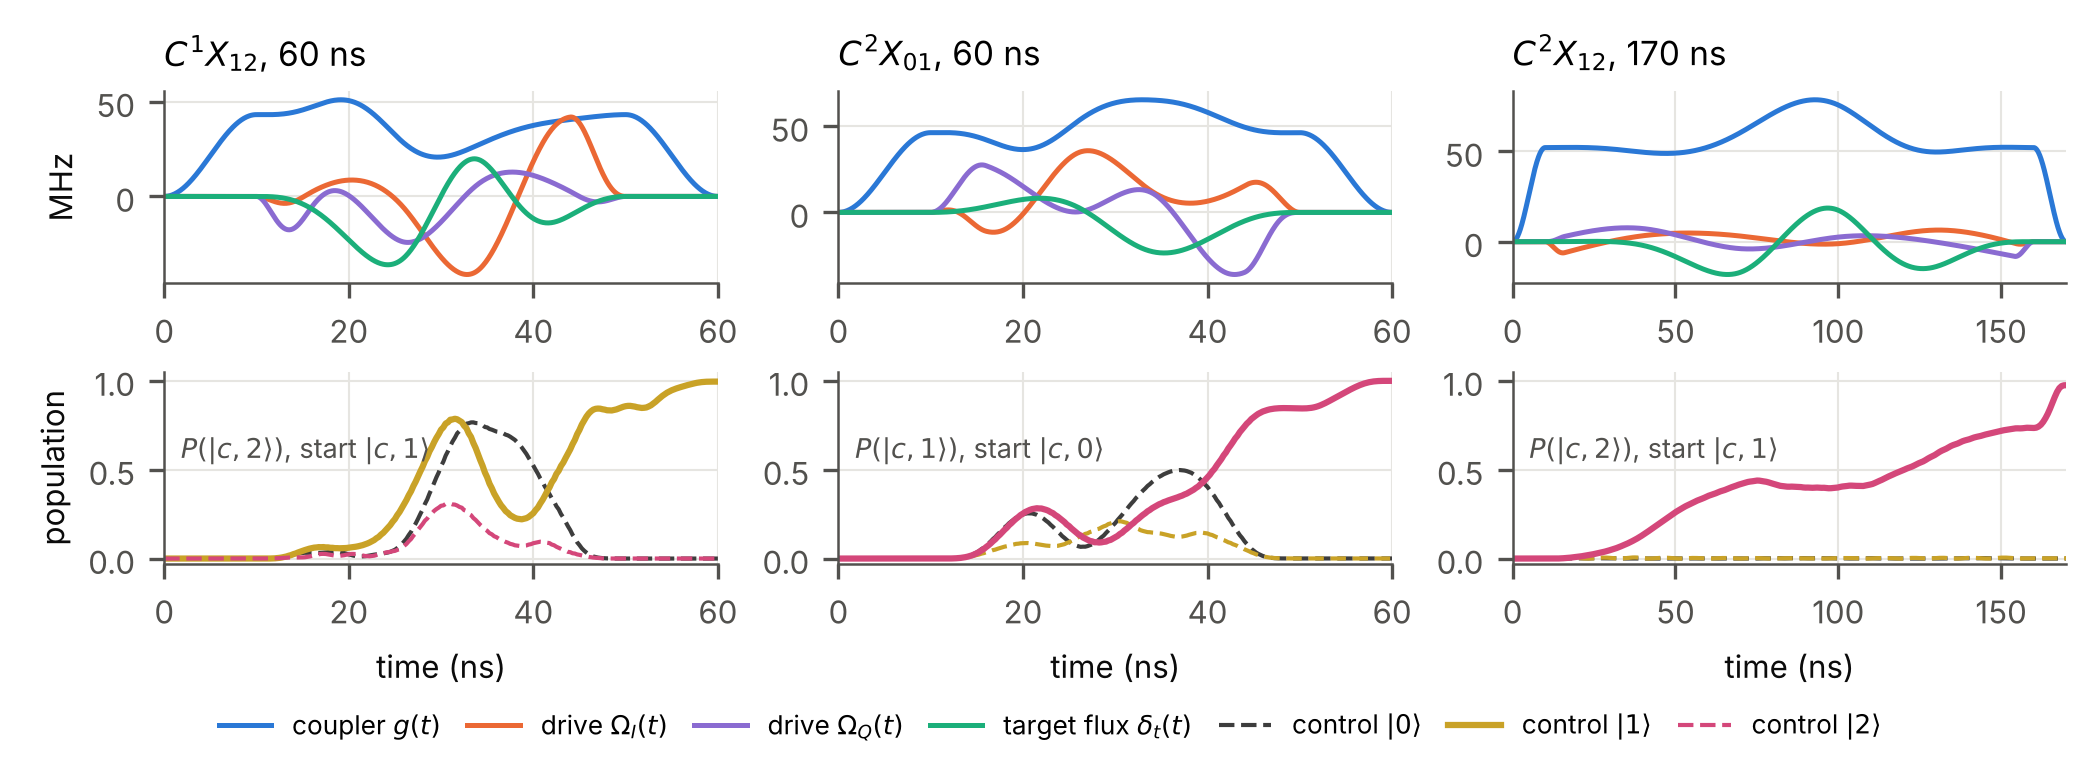 C¹X₁₂, 60 ns
C²X₀₁, 60 ns
C²X₁₂, 170 ns
MHz
50
0
0 20 40 60
50
0
0 20 40 60
50
0
0 50 100 150
population
1.0
0.5
0.0
P(|c, 2⟩), start |c, 1⟩
0 20 40 60
time (ns)
1.0
0.5
0.0
P(|c, 1⟩), start |c, 0⟩
0 20 40 60
time (ns)
1.0
0.5
0.0
P(|c, 2⟩), start |c, 1⟩
0 50 100 150
time (ns)
coupler g(t) drive Ω_I(t) drive Ω_Q(t) target flux δₜ(t) control |0⟩ control |1⟩ control |2⟩